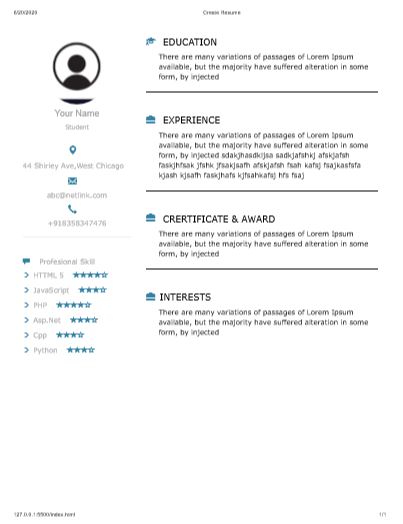 6/20/2020
Create Resume
Your Name
Student
44 Shirley Ave,West Chicago
abc@netlink.com
+918358347476
Profesional Skill
HTTML 5
JavaScript
PHP
Asp.Net
Cpp
Python
EDUCATION
There are many variations of passages of Lorem Ipsum
available, but the majority have suffered alteration in some
form, by injected
EXPERIENCE
There are many variations of passages of Lorem Ipsum
available, but the majority have suffered alteration in some
form, by injected sdakjhasdkijsa sadkjafshkj afskjafsh
faskjhfsak jfshk jfsakjsafh afskjafsh fsah kafsj fsajkasfsfa
kjash kjsafh faskjhafs kjfsahkafsj hfs fsaj
CRERTIFICATE & AWARD
There are many variations of passages of Lorem Ipsum
available, but the majority have suffered alteration in some
form, by injected
INTERESTS
There are many variations of passages of Lorem Ipsum
available, but the majority have suffered alteration in some
form, by injected
127.0.0.1:5500/index.html
1/1